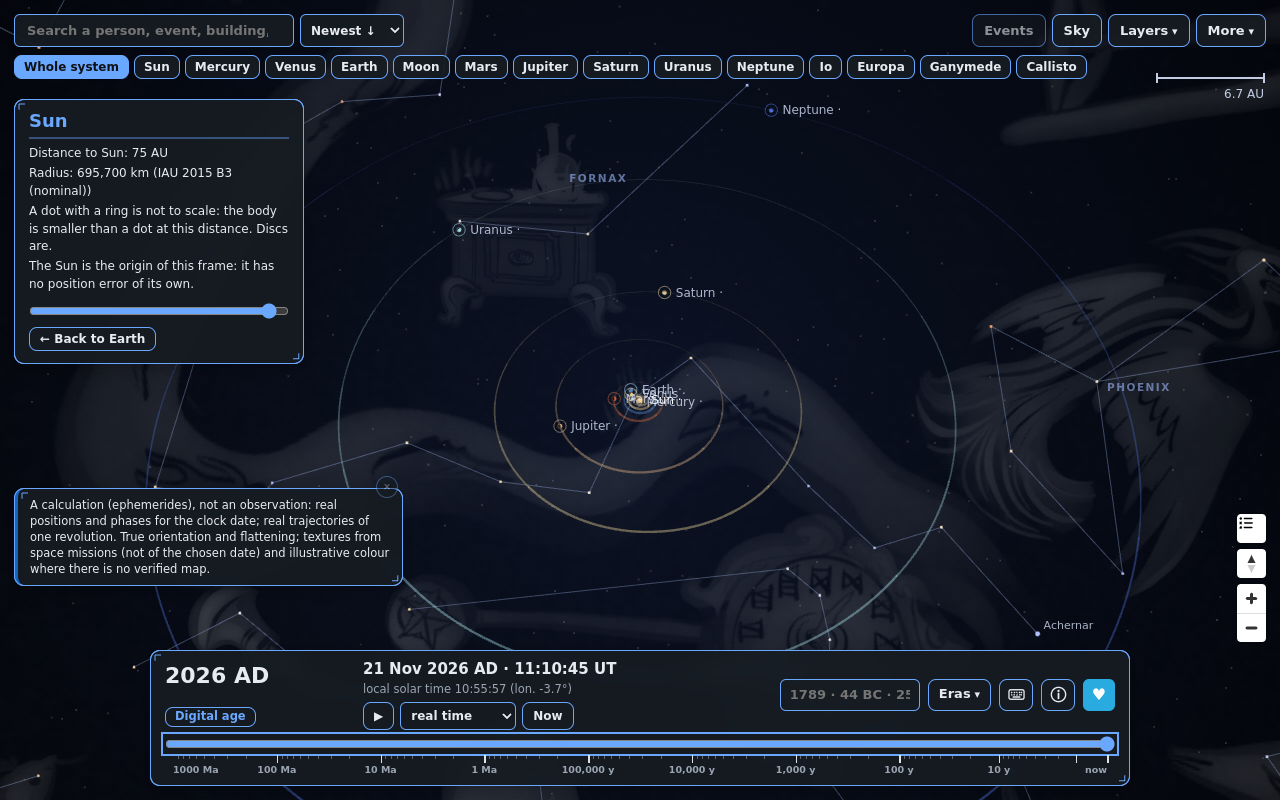 Search a person, event, building,
Newest ↓
Events
Sky
Layers ▾
More ▾
Whole system
Sun
Mercury
Venus
Earth
Moon
Mars
Jupiter
Saturn
Uranus
Neptune
Io
Europa
Ganymede
Callisto
6.7 AU
Sun
Distance to Sun: 75 AU
Radius: 695,700 km (IAU 2015 B3
(nominal))
A dot with a ring is not to scale: the body
is smaller than a dot at this distance. Discs
are.
The Sun is the origin of this frame: it has
no position error of its own.
← Back to Earth
Neptune ·
FORNAX
Uranus ·
Saturn ·
Earth ·
Jupiter ·
PHOENIX
Achernar
A calculation (ephemerides), not an observation: real
positions and phases for the clock date; real trajectories of
one revolution. True orientation and flattening; textures from
space missions (not of the chosen date) and illustrative colour
where there is no verified map.
2026 AD
Digital age
21 Nov 2026 AD · 11:10:45 UT
local solar time 10:55:57 (lon. -3.7°)
▶
real time
Now
1789 · 44 BC · 25
Eras ▾
1000 Ma
100 Ma
10 Ma
1 Ma
100,000 y
10,000 y
1,000 y
100 y
10 y
now